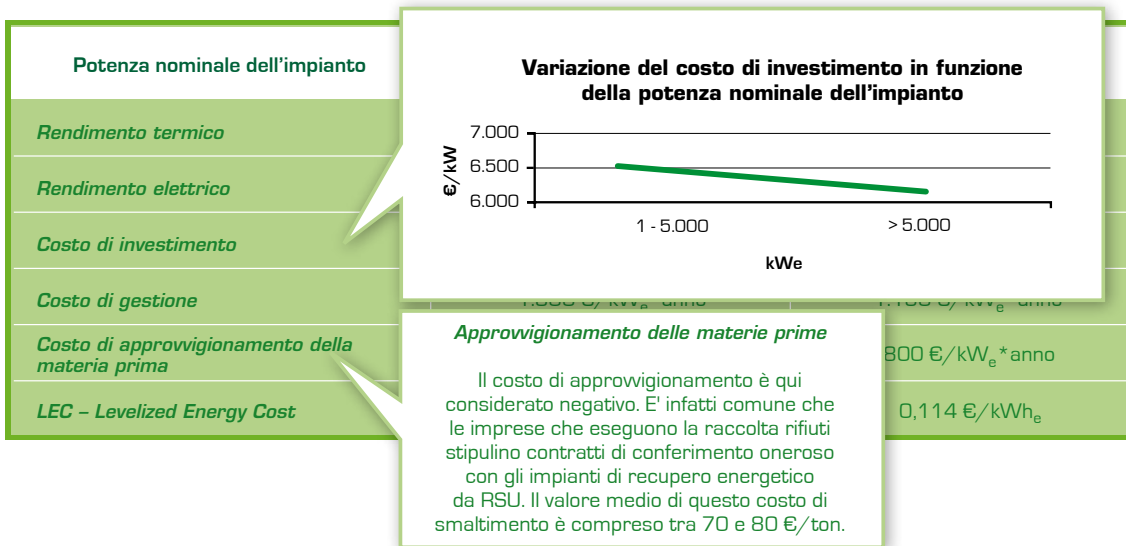 Potenza nominale dell'impianto
Variazione del costo di investimento in funzione
della potenza nominale dell'impianto
7.000
6.500
6.000
€/kW
1 - 5.000
> 5.000
kWe
Rendimento termico
Rendimento elettrico
Costo di investimento
Costo di gestione
Costo di approvvigionamento della
materia prima
800 €/kWe*anno
LEC – Levelized Energy Cost
0,114 €/kWhe
Approvvigionamento delle materie prime
Il costo di approvvigionamento è qui
considerato negativo. E' infatti comune che
le imprese che eseguono la raccolta rifiuti
stipulino contratti di conferimento oneroso
con gli impianti di recupero energetico
da RSU. Il valore medio di questo costo di
smaltimento è compreso tra 70 e 80 €/ton.